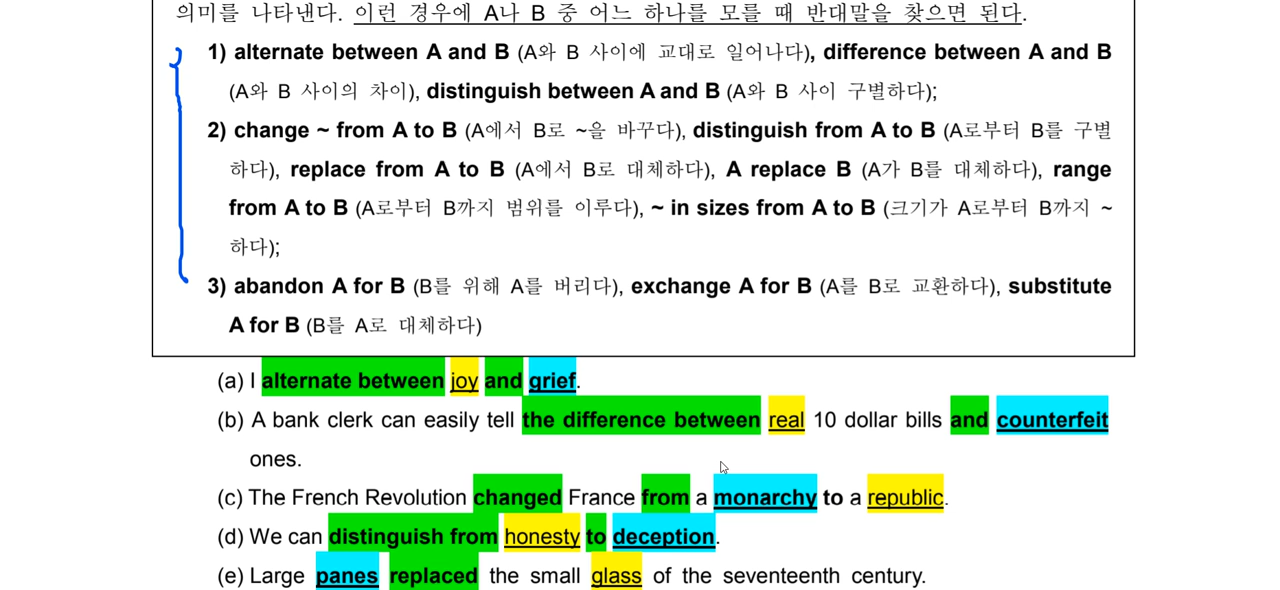 의미를 나타낸다. 이런 경우에 A나 B 중 어느 하나를 모를 때 반대말을 찾으면 된다.
1) alternate between A and B (A와 B 사이에 교대로 일어나다), difference between A and B
(A와 B 사이의 차이), distinguish between A and B (A와 B 사이 구별하다);
2) change ~ from A to B (A에서 B로 ~을 바꾸다), distinguish from A to B (A로부터 B를 구별
하다), replace from A to B (A에서 B로 대체하다), A replace B (A가 B를 대체하다), range
from A to B (A로부터 B까지 범위를 이루다), ~ in sizes from A to B (크기가 A로부터 B까지 ~
하다);
3) abandon A for B (B를 위해 A를 버리다), exchange A for B (A를 B로 교환하다), substitute
A for B (B를 A로 대체하다)
(a) I alternate between joy and grief.
(b) A bank clerk can easily tell the difference between real 10 dollar bills and counterfeit
ones.
(c) The French Revolution changed France from a monarchy to a republic.
(d) We can distinguish from honesty to deception.
(e) Large panes replaced the small glass of the seventeenth century.